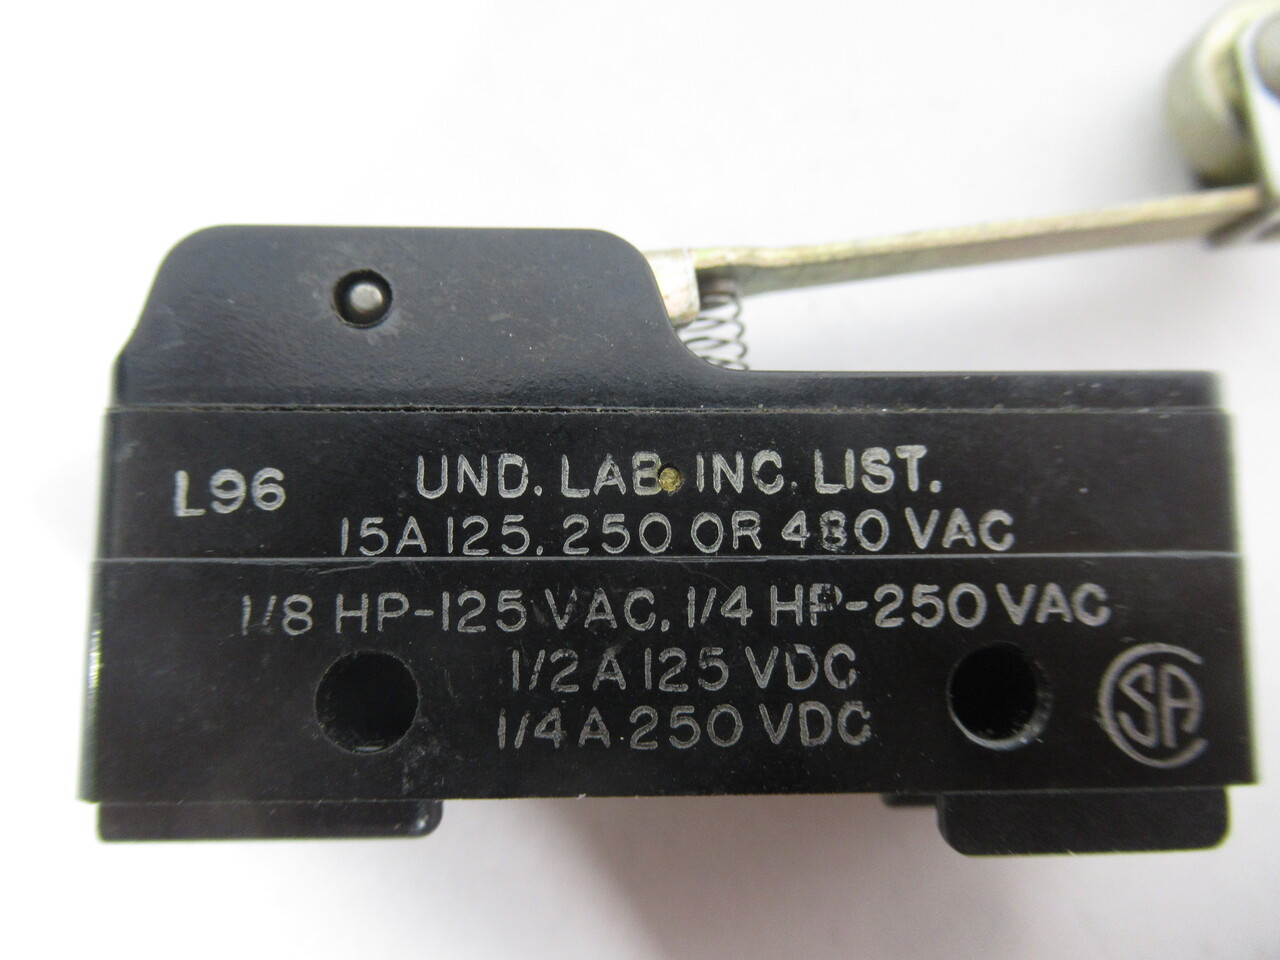 L96
UND. LAB. INC. LIST.
15A 125, 250 OR 480 VAC
1/8 HP-125 VAC, 1/4 HP-250 VAC
1/2 A 125 VDC
1/4 A 250 VDC
CSA